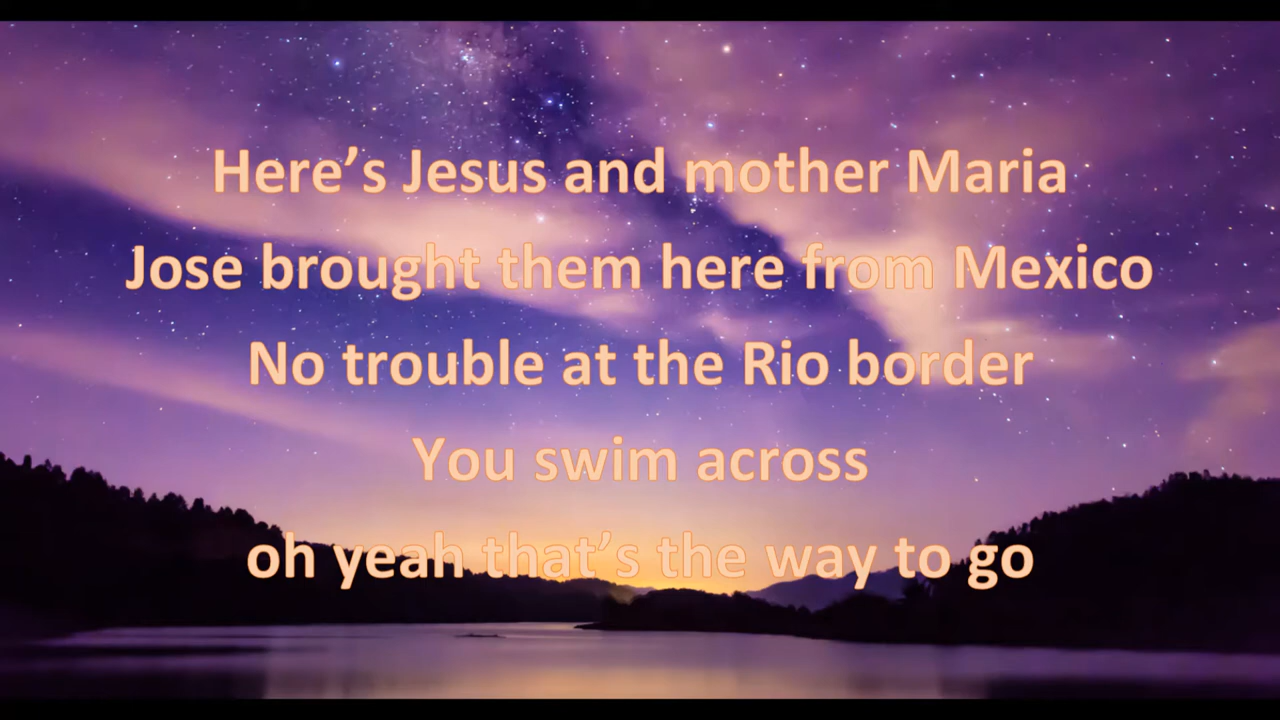 Here’s Jesus and mother Maria
Jose brought them here from Mexico
No trouble at the Rio border
You swim across
oh yeah that’s the way to go